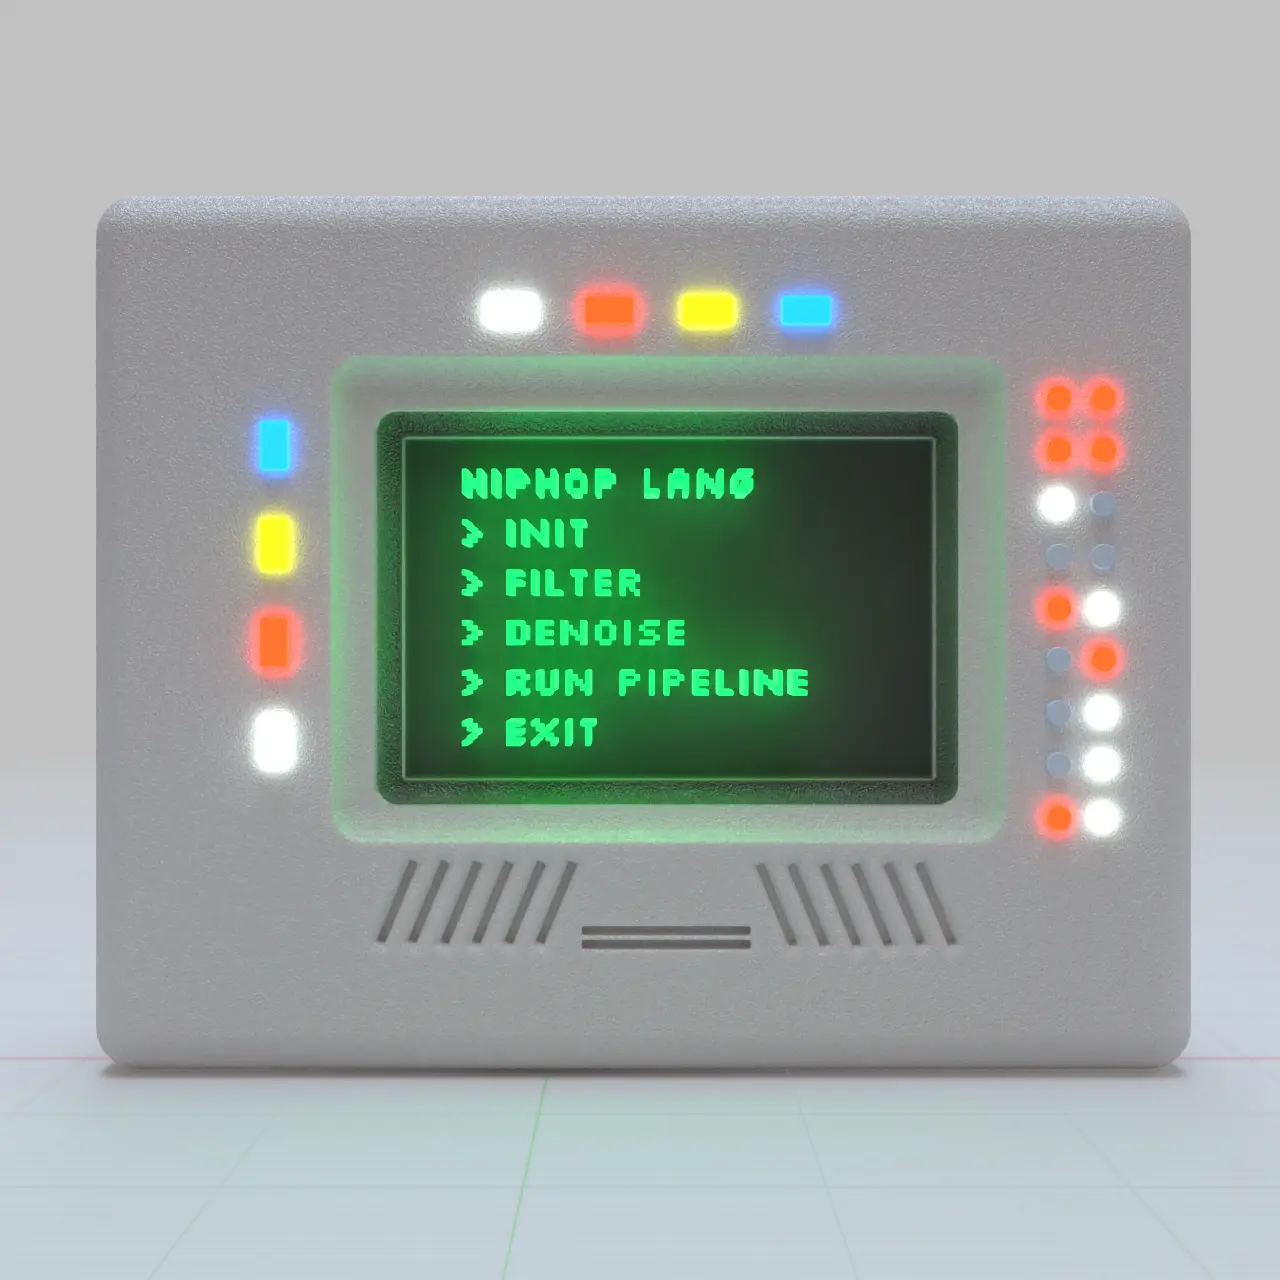 HIPHOP LANG
> INIT
> FILTER
> DENOISE
> RUN PIPELINE
> EXIT